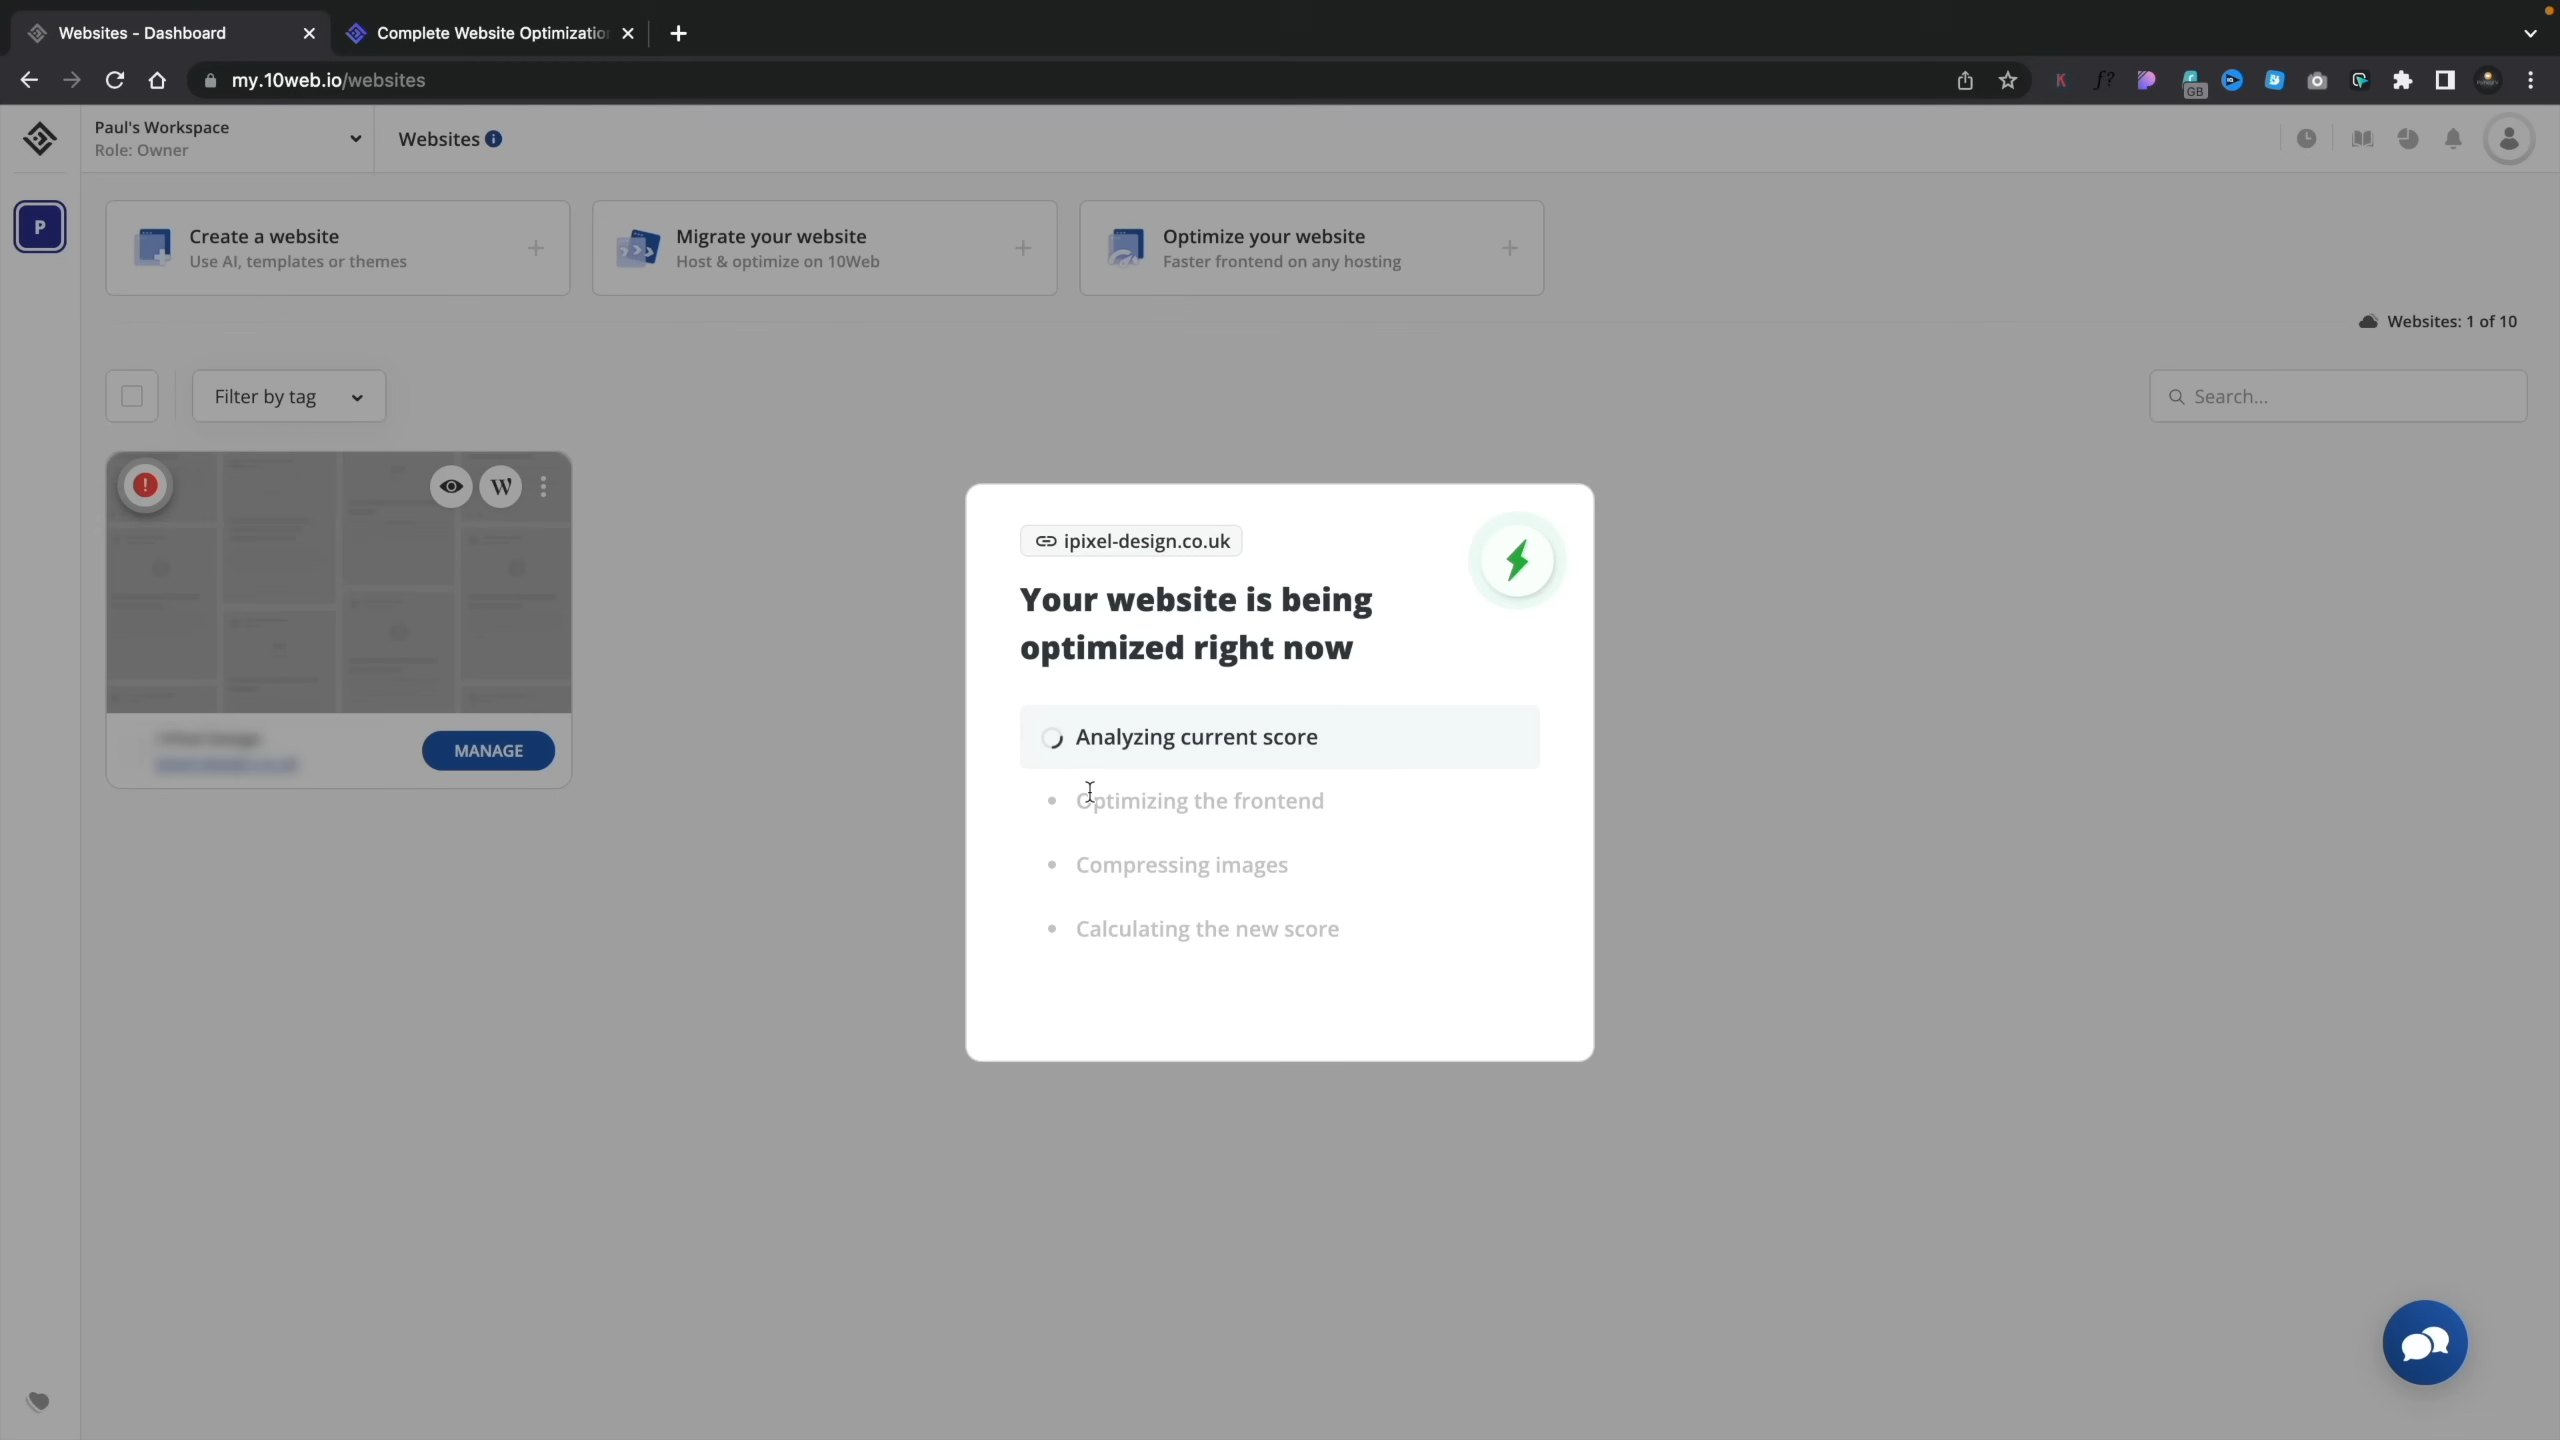 Websites - Dashboard
Complete Website Optimizatio
my.10web.io/websites
GB
Paul's Workspace
Role: Owner
Websites
P
Create a website
Use AI, templates or themes
Migrate your website
Host & optimize on 10Web
Optimize your website
Faster frontend on any hosting
Websites: 1 of 10
Filter by tag
Search...
MANAGE
ipixel-design.co.uk
Your website is being
optimized right now
Analyzing current score
Optimizing the frontend
Compressing images
Calculating the new score